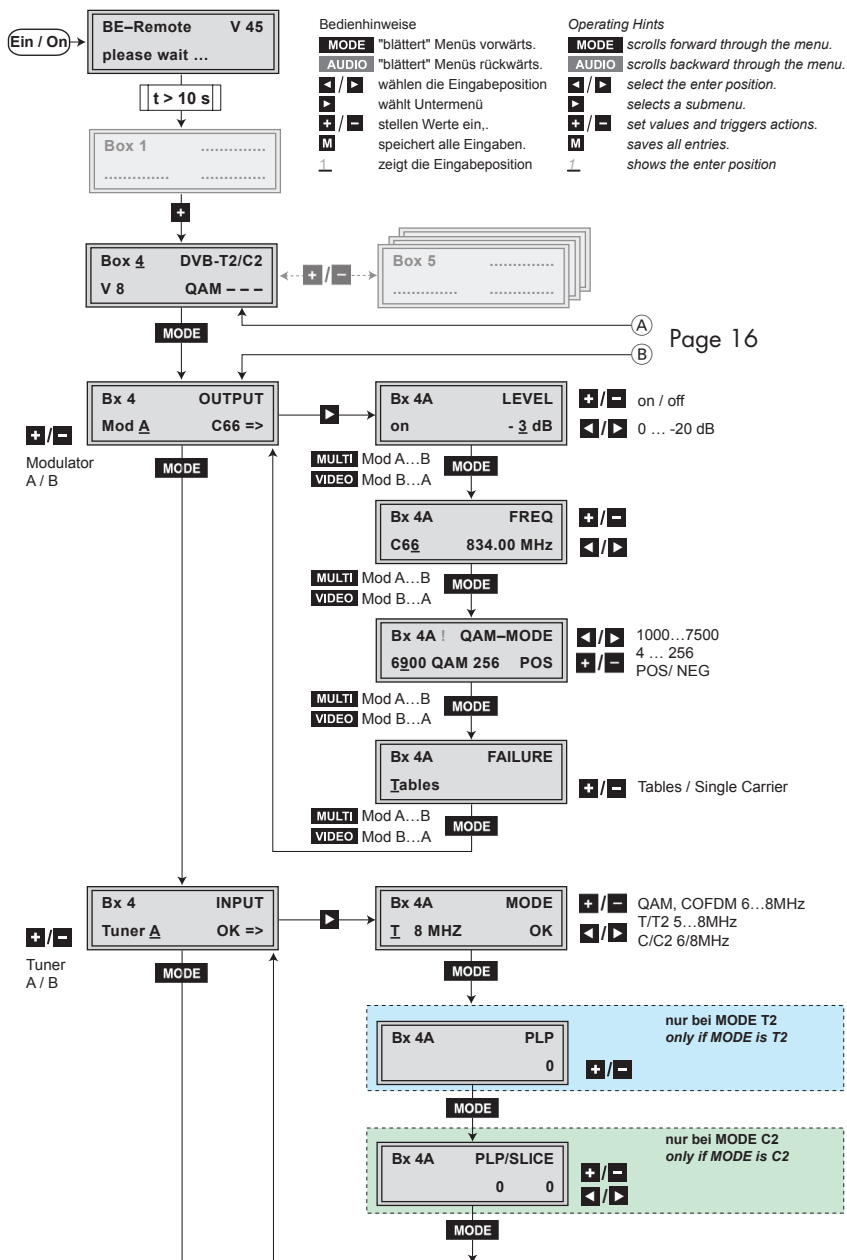 Ein / On
BE–Remote V 45
please wait ...
t > 10 s
Box 1 ..............
.............. ..............
+
Box 4 DVB-T2/C2
V 8 QAM – – –
+/–
Box 5 ..............
.............. ..............
MODE
A
B
Page 16
Bedienhinweise
MODE "blättert" Menüs vorwärts.
AUDIO "blättert" Menüs rückwärts.
◄/► wählen die Eingabeposition
► wählt Untermenü
+/– stellen Werte ein,.
M speichert alle Eingaben.
1 zeigt die Eingabeposition
Operating Hints
MODE scrolls forward through the menu.
AUDIO scrolls backward through the menu.
◄/► select the enter position.
► selects a submenu.
+/– set values and triggers actions.
M saves all entries.
1 shows the enter position
Bx 4 OUTPUT
Mod A C66 =>
+/–
Modulator
A / B
MODE
►
Bx 4A LEVEL
on - 3 dB
+/– on / off
◄/► 0 ... -20 dB
MULTI Mod A...B
VIDEO Mod B...A
MODE
Bx 4A FREQ
C66 834.00 MHz
+/–
◄/►
MULTI Mod A...B
VIDEO Mod B...A
MODE
Bx 4A ! QAM–MODE
6900 QAM 256 POS
◄/► 1000...7500
+/– 4 ... 256
POS/ NEG
MULTI Mod A...B
VIDEO Mod B...A
MODE
Bx 4A FAILURE
Tables
+/– Tables / Single Carrier
MULTI Mod A...B
VIDEO Mod B...A
MODE
Bx 4 INPUT
Tuner A OK =>
+/–
Tuner
A / B
MODE
►
Bx 4A MODE
T 8 MHZ OK
+/– QAM, COFDM 6...8MHz
T/T2 5...8MHz
◄/► C/C2 6/8MHz
MODE
nur bei MODE T2
only if MODE is T2
Bx 4A PLP
0
+/–
MODE
nur bei MODE C2
only if MODE is C2
Bx 4A PLP/SLICE
0 0
+/–
◄/►
MODE